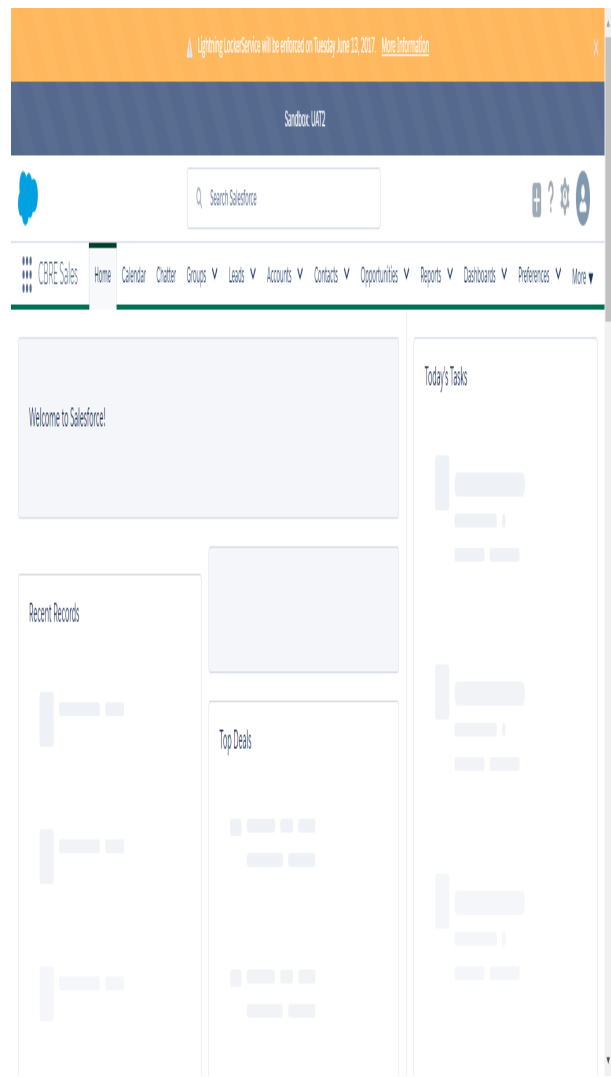 Lightning LockerService will be enforced on Tuesday June 13, 2017. More Information X
Sandbox: UAT2
Search Salesforce
CBRE Sales Home Calendar Chatter Groups Leads Accounts Contacts Opportunities Reports Dashboards Preferences More
Welcome to Salesforce!
Today's Tasks
Recent Records
Top Deals